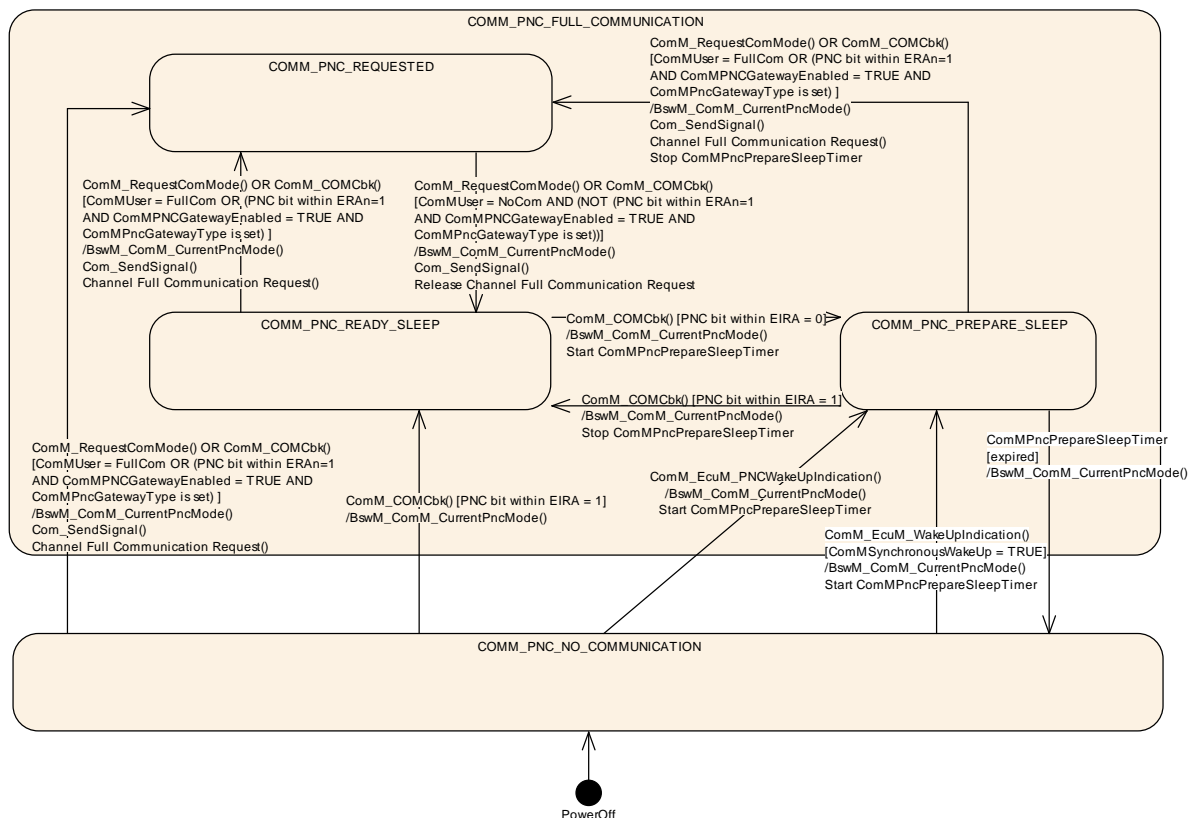 COMM_PNC_FULL_COMMUNICATION
COMM_PNC_REQUESTED
ComM_RequestComMode() OR ComM_COMCbk()
[ComMUser = FullCom OR (PNC bit within ERAn=1
AND ComMPNCGatewayEnabled = TRUE AND
ComMPncGatewayType is set) ]
/BswM_ComM_CurrentPncMode()
Com_SendSignal()
Channel Full Communication Request()
Stop ComMPncPrepareSleepTimer
ComM_RequestComMode() OR ComM_COMCbk()
[ComMUser = FullCom OR (PNC bit within ERAn=1
AND ComMPNCGatewayEnabled = TRUE AND
ComMPncGatewayType is set) ]
/BswM_ComM_CurrentPncMode()
Com_SendSignal()
Channel Full Communication Request()
ComM_RequestComMode() OR ComM_COMCbk()
[ComMUser = NoCom AND (NOT (PNC bit within ERAn=1
AND ComMPNCGatewayEnabled = TRUE AND
ComMPncGatewayType is set))]
/BswM_ComM_CurrentPncMode()
Com_SendSignal()
Release Channel Full Communication Request
COMM_PNC_READY_SLEEP
ComM_COMCbk() [PNC bit within EIRA = 0]
/BswM_ComM_CurrentPncMode()
Start ComMPncPrepareSleepTimer
COMM_PNC_PREPARE_SLEEP
ComM_COMCbk() [PNC bit within EIRA = 1]
/BswM_ComM_CurrentPncMode()
Stop ComMPncPrepareSleepTimer
ComM_RequestComMode() OR ComM_COMCbk()
[ComMUser = FullCom OR (PNC bit within ERAn=1
AND ComMPNCGatewayEnabled = TRUE AND
ComMPncGatewayType is set) ]
/BswM_ComM_CurrentPncMode()
Com_SendSignal()
Channel Full Communication Request()
ComM_COMCbk() [PNC bit within EIRA = 1]
/BswM_ComM_CurrentPncMode()
ComM_EcuM_PNCWakeUpIndication()
/BswM_ComM_CurrentPncMode()
Start ComMPncPrepareSleepTimer
ComMPncPrepareSleepTimer
[expired]
/BswM_ComM_CurrentPncMode()
ComM_EcuM_WakeUpIndication()
[ComMSynchronousWakeUp = TRUE]
/BswM_ComM_CurrentPncMode()
Start ComMPncPrepareSleepTimer
COMM_PNC_NO_COMMUNICATION
PowerOff